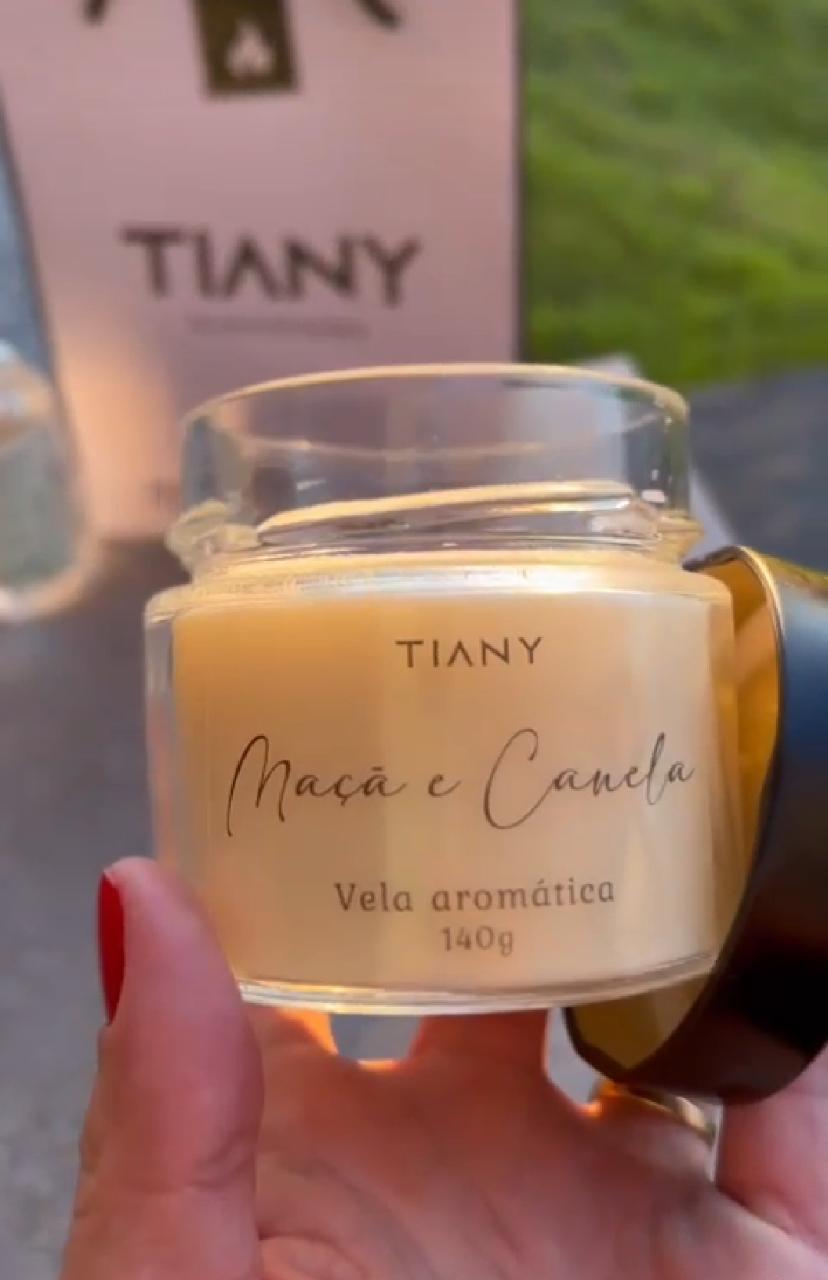 TIANY
TIANY
Maçã e Canela
Vela aromática
140g